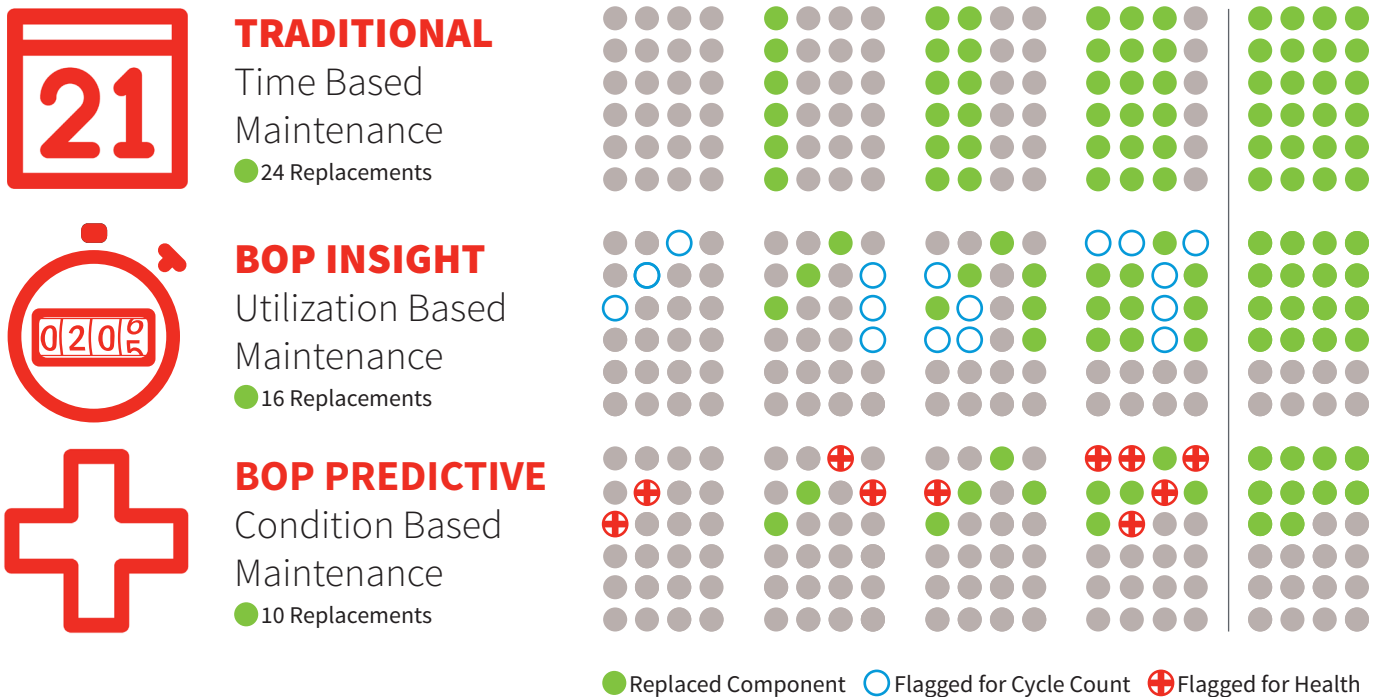 21
TRADITIONAL
Time Based
Maintenance
24 Replacements
BOP INSIGHT
Utilization Based
Maintenance
16 Replacements
020
BOP PREDICTIVE
Condition Based
Maintenance
10 Replacements
Replaced Component Flagged for Cycle Count Flagged for Health